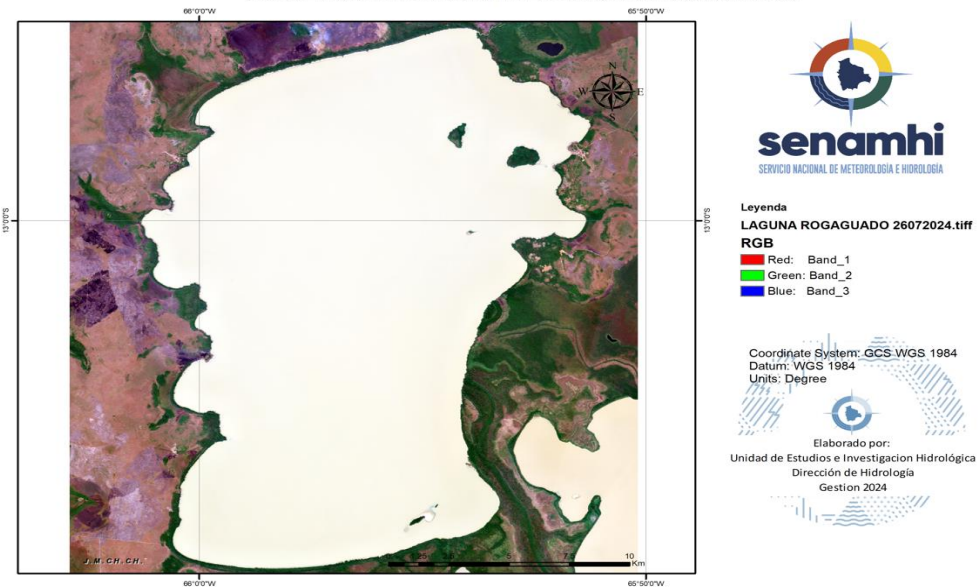 66°0'0"W
65°50'0"W
N
W
E
S
13°0'0"S
13°0'0"S
J.M.CH.CH.
5
10
Km
66°0'0"W
65°50'0"W
senamhi
SERVICIO NACIONAL DE METEOROLOGÍA E HIDROLOGÍA
Leyenda
LAGUNA ROGAGUADO 26072024.tiff
RGB
Red: Band_1
Green: Band_2
Blue: Band_3
Coordinate System: GCS WGS 1984
Datum: WGS 1984
Units: Degree
Elaborado por:
Unidad de Estudios e Investigacion Hidrológica
Dirección de Hidrología
Gestion 2024